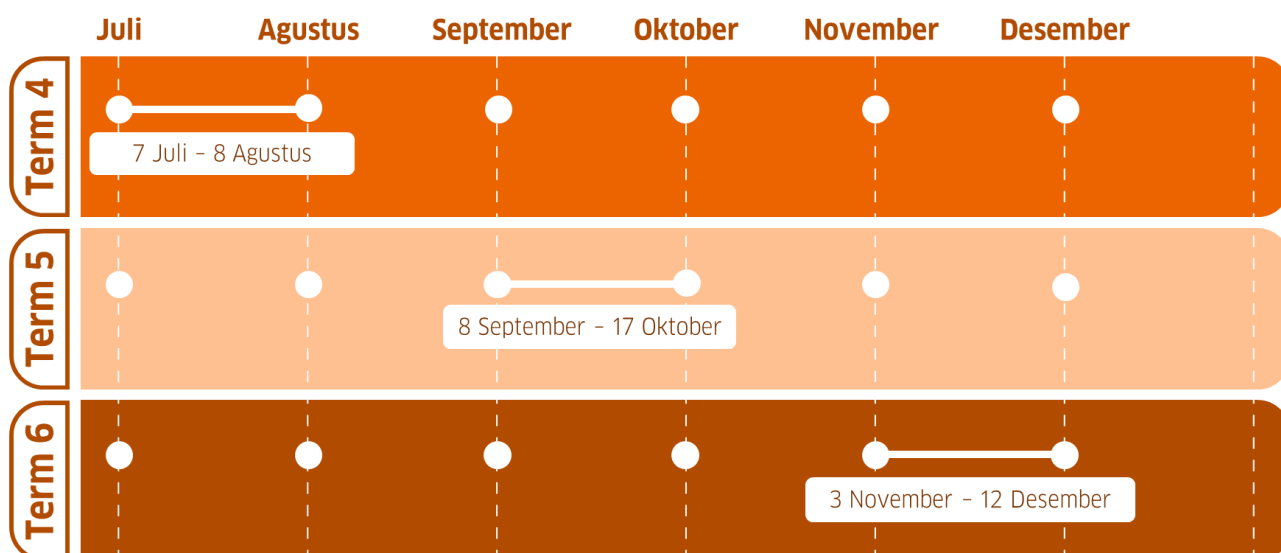 Juli Agustus September Oktober November Desember
Term 4
7 Juli – 8 Agustus
Term 5
8 September – 17 Oktober
Term 6
3 November – 12 Desember